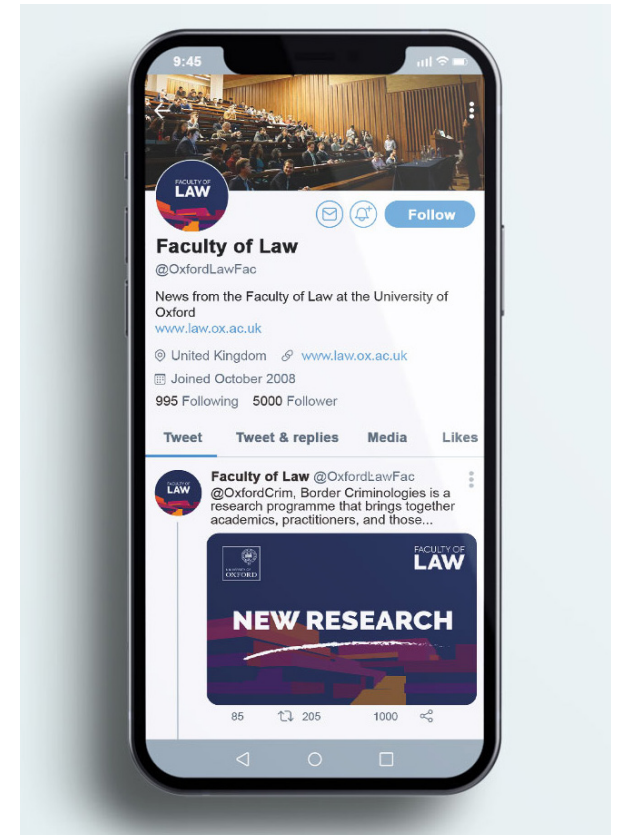 9:45
FACULTY OF
LAW
Follow
Faculty of Law
@OxfordLawFac
News from the Faculty of Law at the University of
Oxford
www.law.ox.ac.uk
United Kingdom www.law.ox.ac.uk
Joined October 2008
995 Following 5000 Follower
Tweet Tweet & replies Media Likes
FACULTY OF
LAW
Faculty of Law @OxfordLawFac
@OxfordCrim, Border Criminologies is a
research programme that brings together
academics, practitioners, and those...
UNIVERSITY OF
OXFORD
FACULTY OF
LAW
NEW RESEARCH
85 205 1000